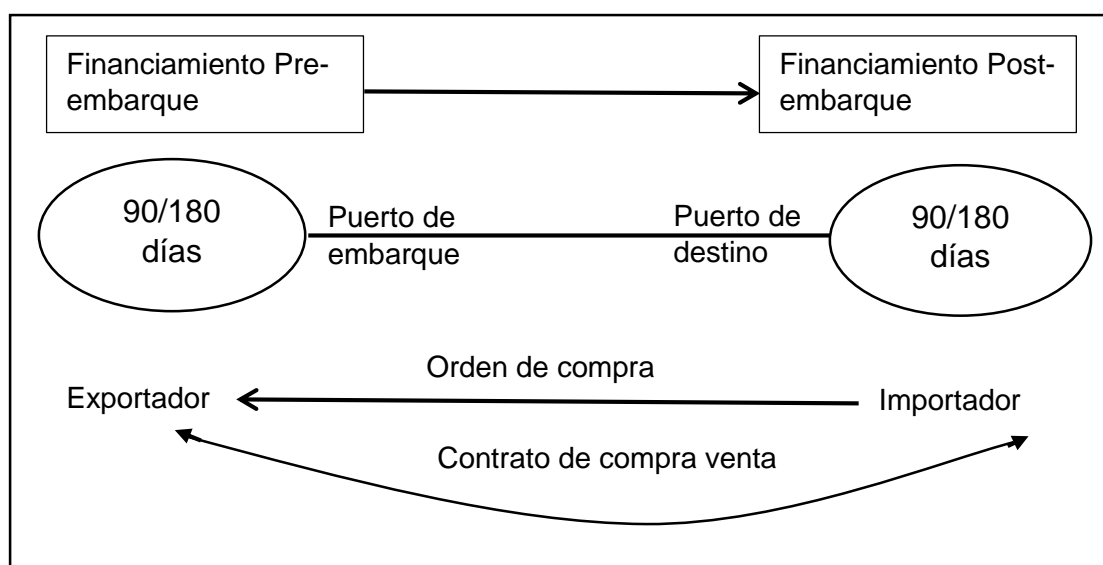 Financiamiento Pre-
embarque
Financiamiento Post-
embarque
90/180
días
Puerto de
embarque
Puerto de
destino
90/180
días
Orden de compra
Exportador
Importador
Contrato de compra venta